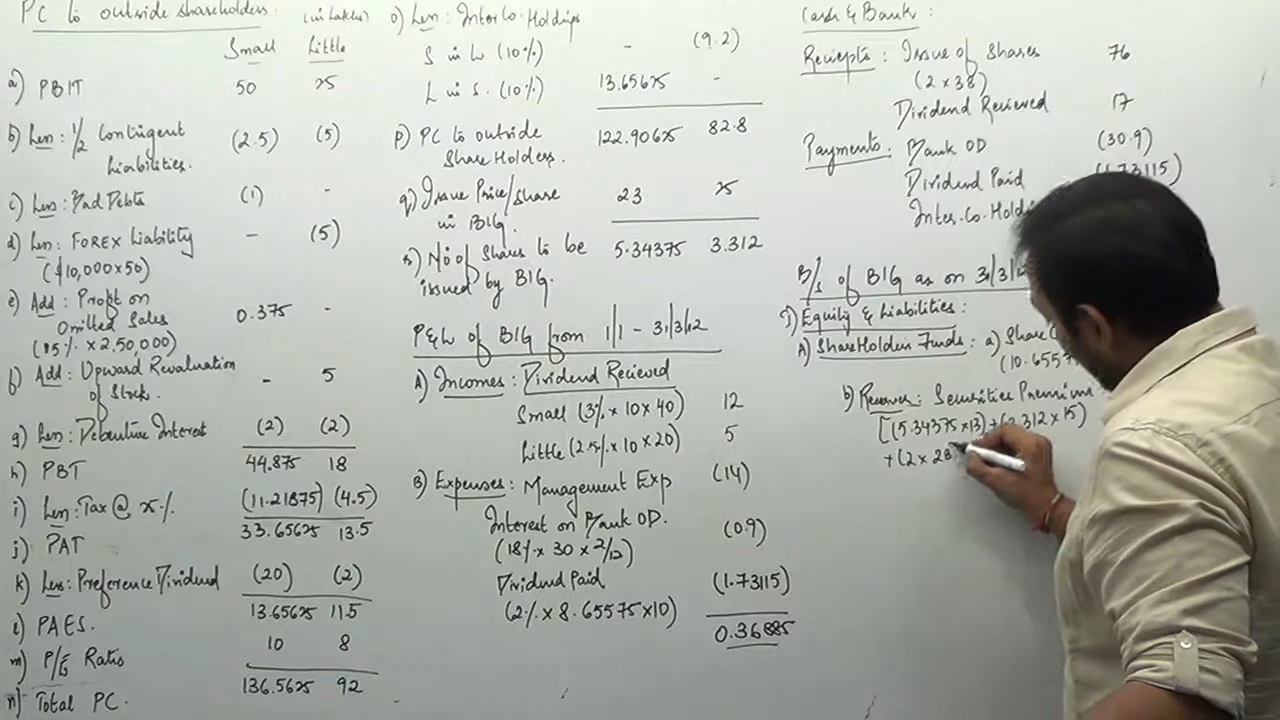 PC to outside shareholders. (in Lakhs)
Small Little
a) PBIT 50 25
b) Less: 1/2 Contingent Liabilities. (2.5) (5)
c) Less: Bad Debts (1) -
d) Less: FOREX Liability - (5)
($10,000x50)
e) Add: Profit on Omitted Sales 0.375 -
(15% x 2,50,000)
f) Add: Upward Revaluation of Stock. - 5
g) Less: Debenture Interest (2) (2)
h) PBT 44.875 18
i) Less: Tax @ 25% (11.21875) (4.5)
j) PAT 33.65625 13.5
k) Less: Preference Dividend (20) (2)
l) PAES. 13.65625 11.5
m) P/E Ratio 10 8
n) Total PC. 136.5625 92
o) Less: Inter Co. Holdings
S in L (10%) - (9.2)
L in S. (10%) 13.65625 -
p) PC to outside ShareHolders. 122.90625 82.8
q) Issue Price/share in BIG. 23 25
r) No of Shares to be issued by BIG. 5.34375 3.312
P&L of BIG from 1/1 - 31/3/12
A) Incomes: Dividend Recieved
Small (3% x 10 x 40) 12
Little (2.5% x 10 x 20) 5
B) Expenses: Management Exp (14)
Interest on Bank OD. (0.9)
(18% x 30 x 2/12)
Dividend Paid (1.73115)
(2% x 8.65575 x 10)
0.36885
Cash & Bank:
Reciepts: Issue of Shares 76
(2 x 38)
Dividend Recieved 17
Payments: Bank OD (30.9)
Dividend Paid (1.73115)
Inter. Co. Holdi
B/S of BIG as on 31/3/12
I) Equity & Liabilities:
A) ShareHolders Funds: a) Share C
(10.6557
b) Reserves: Securities Premium
[(5.34375 x 13) + (3.312 x 15)
+ (2 x 28)